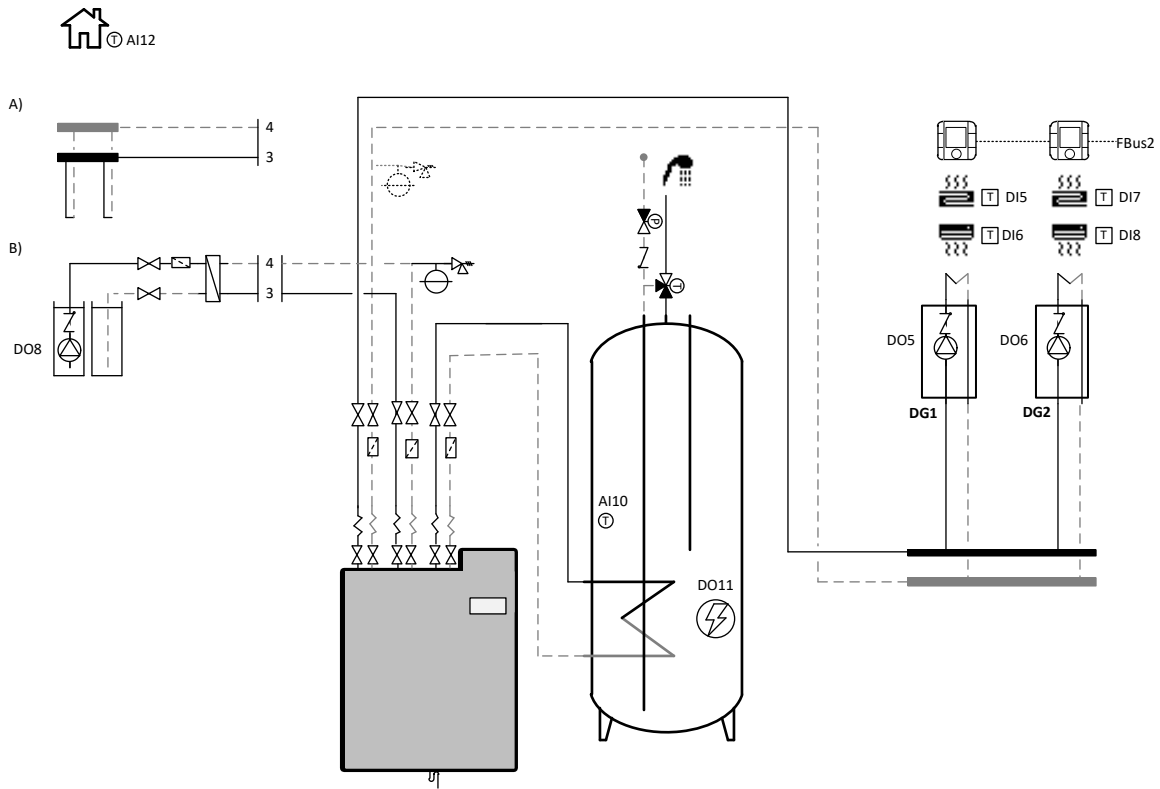 T AI12
A)
4
3
FBus2
T DI5
T DI7
T DI6
T DI8
P
B)
4
3
T
DO8
DO5
DO6
DG1
DG2
AI10
T
DO11